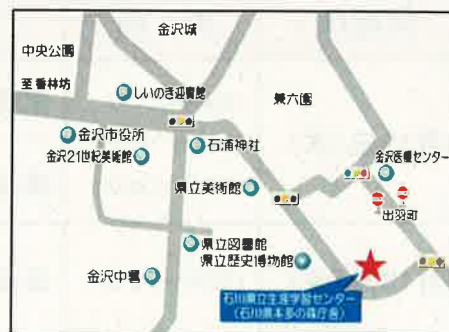 金沢城
中央公園
至香林坊
しいのき迎賓館
兼六園
金沢市役所
石浦神社
金沢21世紀美術館
金沢医療センター
県立美術館
出羽町
県立図書館
県立歴史博物館
金沢中署
石川県立生涯学習センター
(石川県本多の森庁舎)